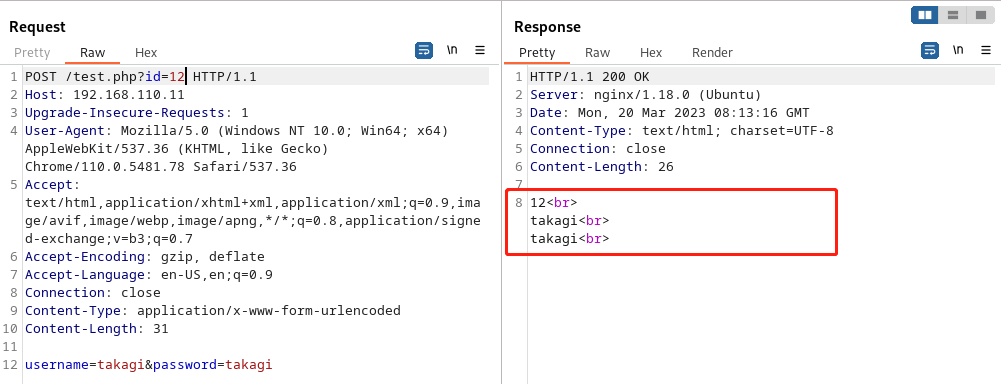 Request
Pretty Raw Hex \n
1 POST /test.php?id=12 HTTP/1.1
2 Host: 192.168.110.11
3 Upgrade-Insecure-Requests: 1
4 User-Agent: Mozilla/5.0 (Windows NT 10.0; Win64; x64)
AppleWebKit/537.36 (KHTML, like Gecko)
Chrome/110.0.5481.78 Safari/537.36
5 Accept:
text/html,application/xhtml+xml,application/xml;q=0.9,ima
ge/avif,image/webp,image/apng,*/*;q=0.8,application/signe
d-exchange;v=b3;q=0.7
6 Accept-Encoding: gzip, deflate
7 Accept-Language: en-US,en;q=0.9
8 Connection: close
9 Content-Type: application/x-www-form-urlencoded
10 Content-Length: 31
11
12 username=takagi&password=takagi
Response
Pretty Raw Hex Render \n
1 HTTP/1.1 200 OK
2 Server: nginx/1.18.0 (Ubuntu)
3 Date: Mon, 20 Mar 2023 08:13:16 GMT
4 Content-Type: text/html; charset=UTF-8
5 Connection: close
6 Content-Length: 26
7
8 12<br>
takagi<br>
takagi<br>